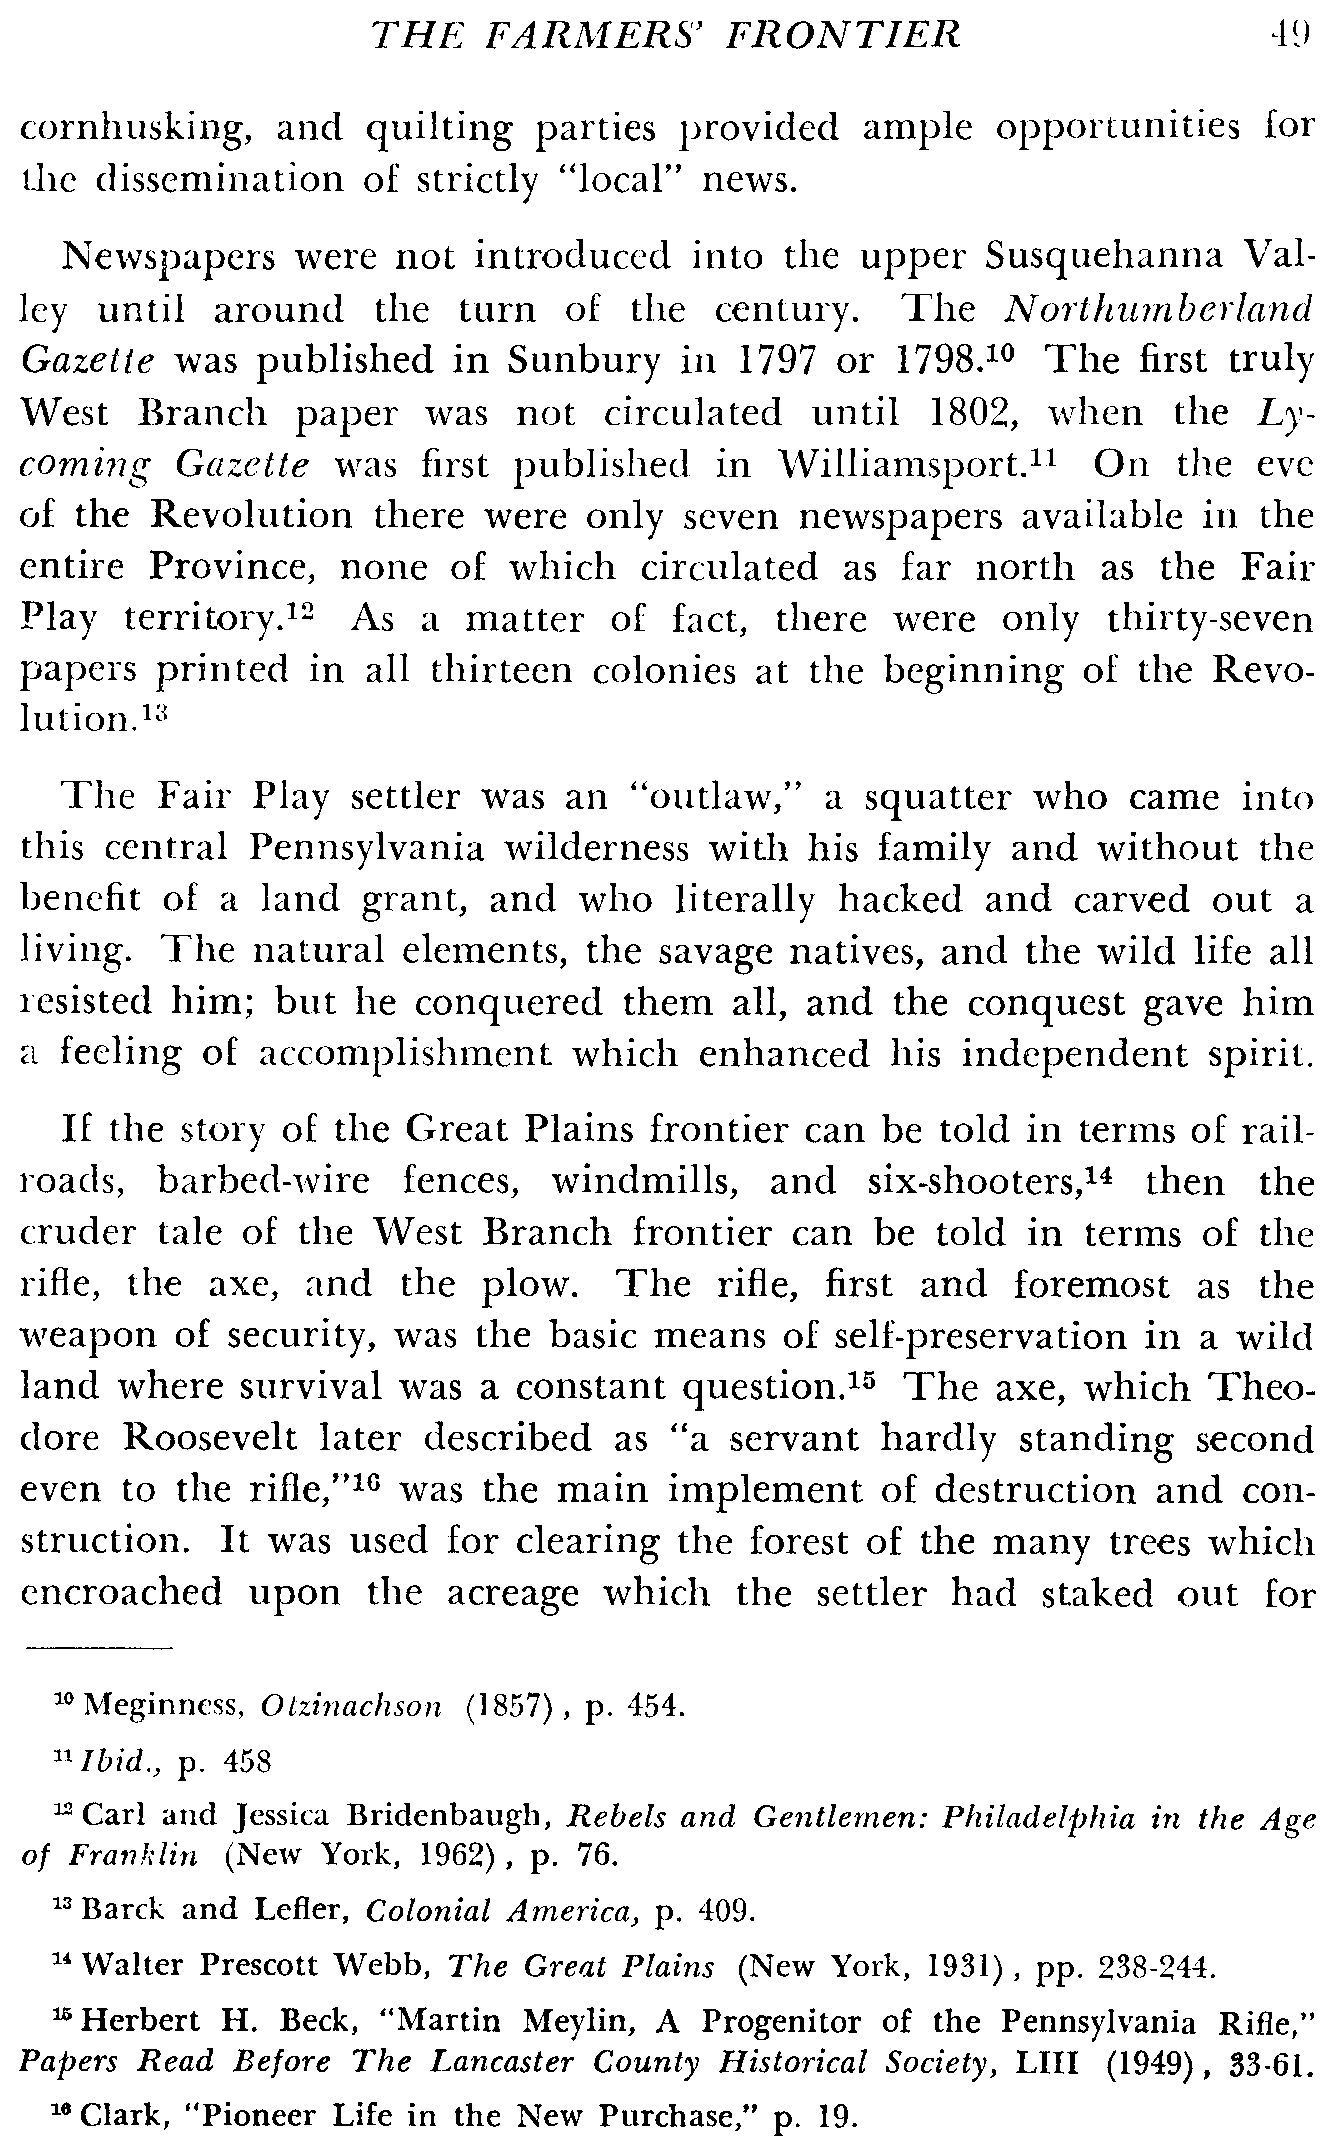 THE FARMERS' FRONTIER 49
cornhusking, and quilting parties provided ample opportunities for
the dissemination of strictly "local" news.
Newspapers were not introduced into the upper Susquehanna Val-
ley until around the turn of the century. The Northumberland
Gazette was published in Sunbury in 1797 or 1798.¹⁰ The first truly
West Branch paper was not circulated until 1802, when the Ly-
coming Gazette was first published in Williamsport.¹¹ On the eve
of the Revolution there were only seven newspapers available in the
entire Province, none of which circulated as far north as the Fair
Play territory.¹² As a matter of fact, there were only thirty-seven
papers printed in all thirteen colonies at the beginning of the Revo-
lution.¹³
The Fair Play settler was an "outlaw," a squatter who came into
this central Pennsylvania wilderness with his family and without the
benefit of a land grant, and who literally hacked and carved out a
living. The natural elements, the savage natives, and the wild life all
resisted him; but he conquered them all, and the conquest gave him
a feeling of accomplishment which enhanced his independent spirit.
If the story of the Great Plains frontier can be told in terms of rail-
roads, barbed-wire fences, windmills, and six-shooters,¹⁴ then the
cruder tale of the West Branch frontier can be told in terms of the
rifle, the axe, and the plow. The rifle, first and foremost as the
weapon of security, was the basic means of self-preservation in a wild
land where survival was a constant question.¹⁵ The axe, which Theo-
dore Roosevelt later described as "a servant hardly standing second
even to the rifle,"¹⁶ was the main implement of destruction and con-
struction. It was used for clearing the forest of the many trees which
encroached upon the acreage which the settler had staked out for
¹⁰ Meginness, Otzinachson (1857), p. 454.
¹¹ Ibid., p. 458
¹² Carl and Jessica Bridenbaugh, Rebels and Gentlemen: Philadelphia in the Age
of Franklin (New York, 1962), p. 76.
¹³ Barck and Lefler, Colonial America, p. 409.
¹⁴ Walter Prescott Webb, The Great Plains (New York, 1931), pp. 238-244.
¹⁵ Herbert H. Beck, "Martin Meylin, A Progenitor of the Pennsylvania Rifle,"
Papers Read Before The Lancaster County Historical Society, LIII (1949), 33-61.
¹⁶ Clark, "Pioneer Life in the New Purchase," p. 19.